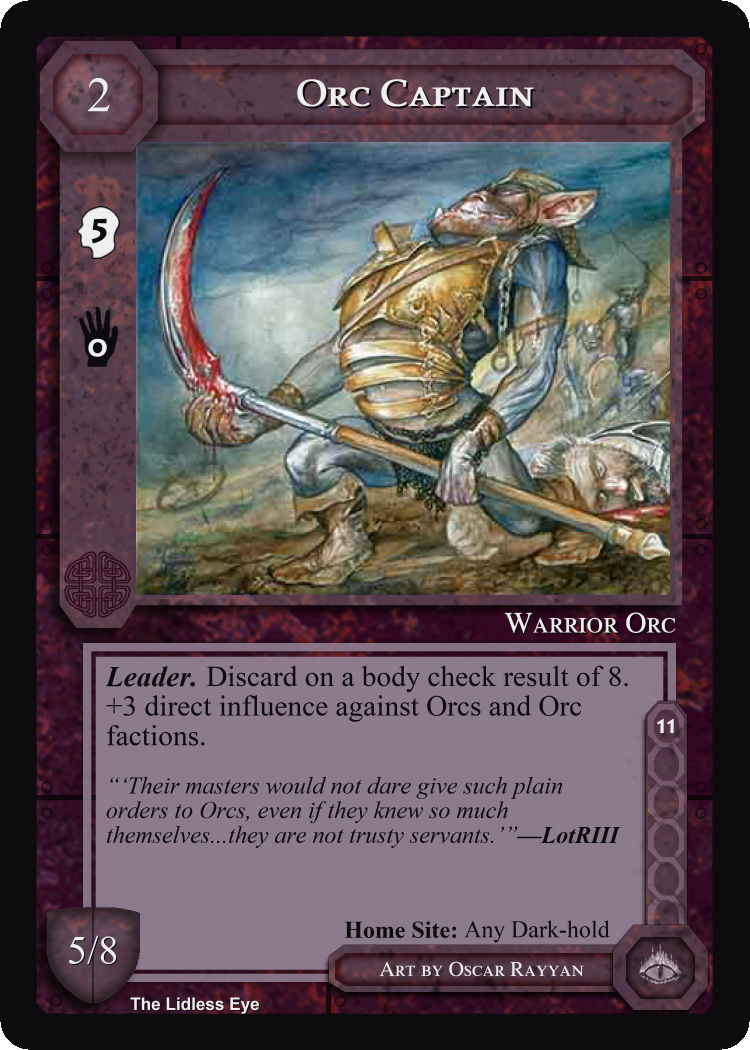 2
Orc Captain
5
0
Warrior Orc
Leader. Discard on a body check result of 8.
+3 direct influence against Orcs and Orc
factions.
11
“‘Their masters would not dare give such plain
orders to Orcs, even if they knew so much
themselves...they are not trusty servants.’”—LotRIII
Home Site: Any Dark-hold
5/8
Art by Oscar Rayyan
The Lidless Eye